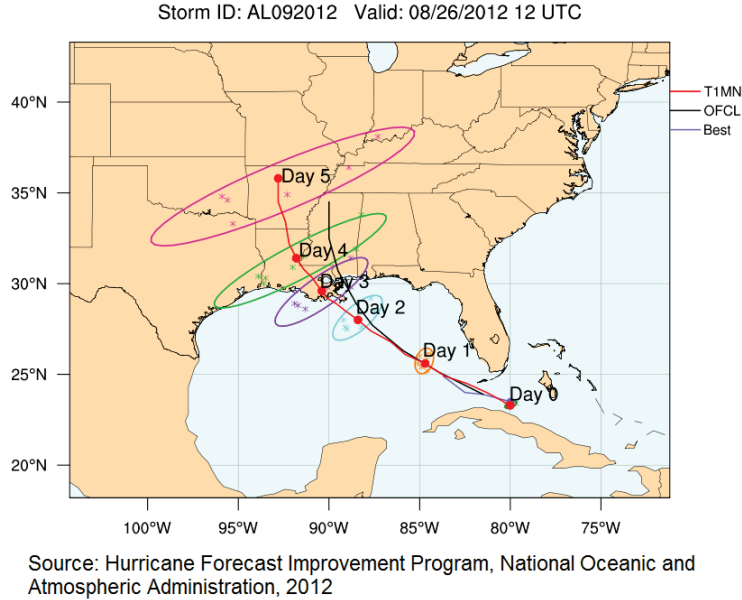 Storm ID: AL092012   Valid: 08/26/2012 12 UTC
T1MN
OFCL
Best
40°N
35°N
30°N
25°N
20°N
Day 5
Day 4
Day 3
Day 2
Day 1
Day 0
100°W
95°W
90°W
85°W
80°W
75°W
Source: Hurricane Forecast Improvement Program, National Oceanic and
Atmospheric Administration, 2012